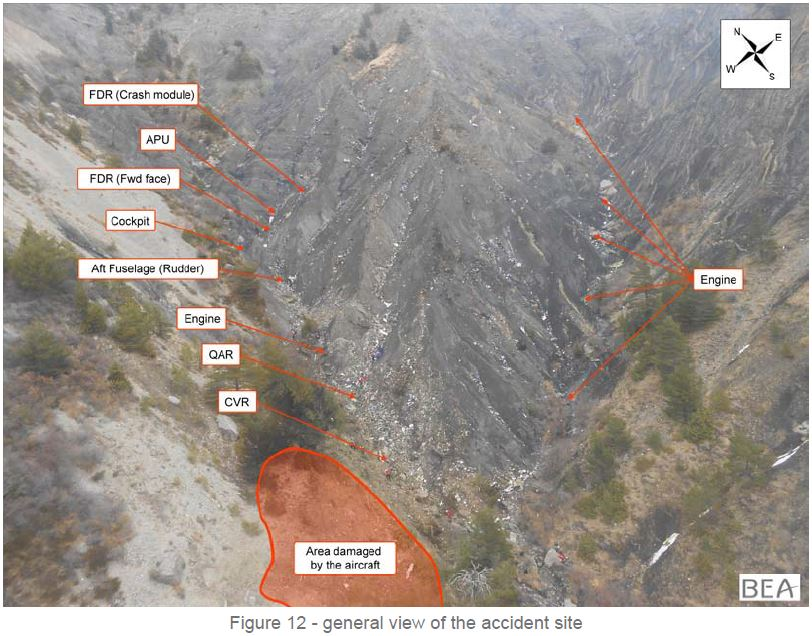 N
E
W
S
FDR (Crash module)
APU
FDR (Fwd face)
Cockpit
Aft Fuselage (Rudder)
Engine
Engine
QAR
CVR
Area damaged
by the aircraft
BEA
Figure 12 - general view of the accident site